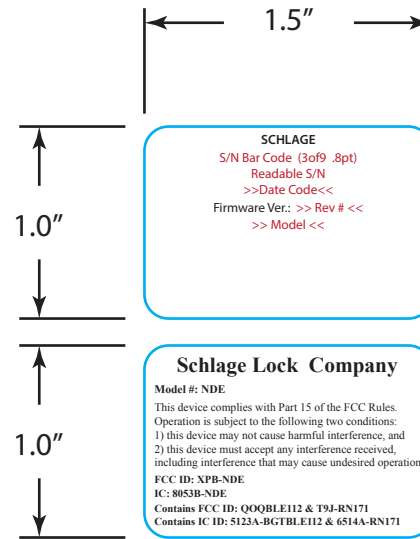 1.5"
1.0"
SCHLAGE
S/N Bar Code (3of9 .8pt)
Readable S/N
>>Date Code<<
Firmware Ver.: >> Rev # <<
>> Model <<
1.0"
Schlage Lock Company
Model #: NDE
This device complies with Part 15 of the FCC Rules.
Operation is subject to the following two conditions:
1) this device may not cause harmful interference, and
2) this device must accept any interference received,
including interference that may cause undesired operation
FCC ID: XPB-NDE
IC: 8053B-NDE
Contains FCC ID: QOQBLE112 & T9J-RN171
Contains IC ID: 5123A-BGTBLE112 & 6514A-RN171